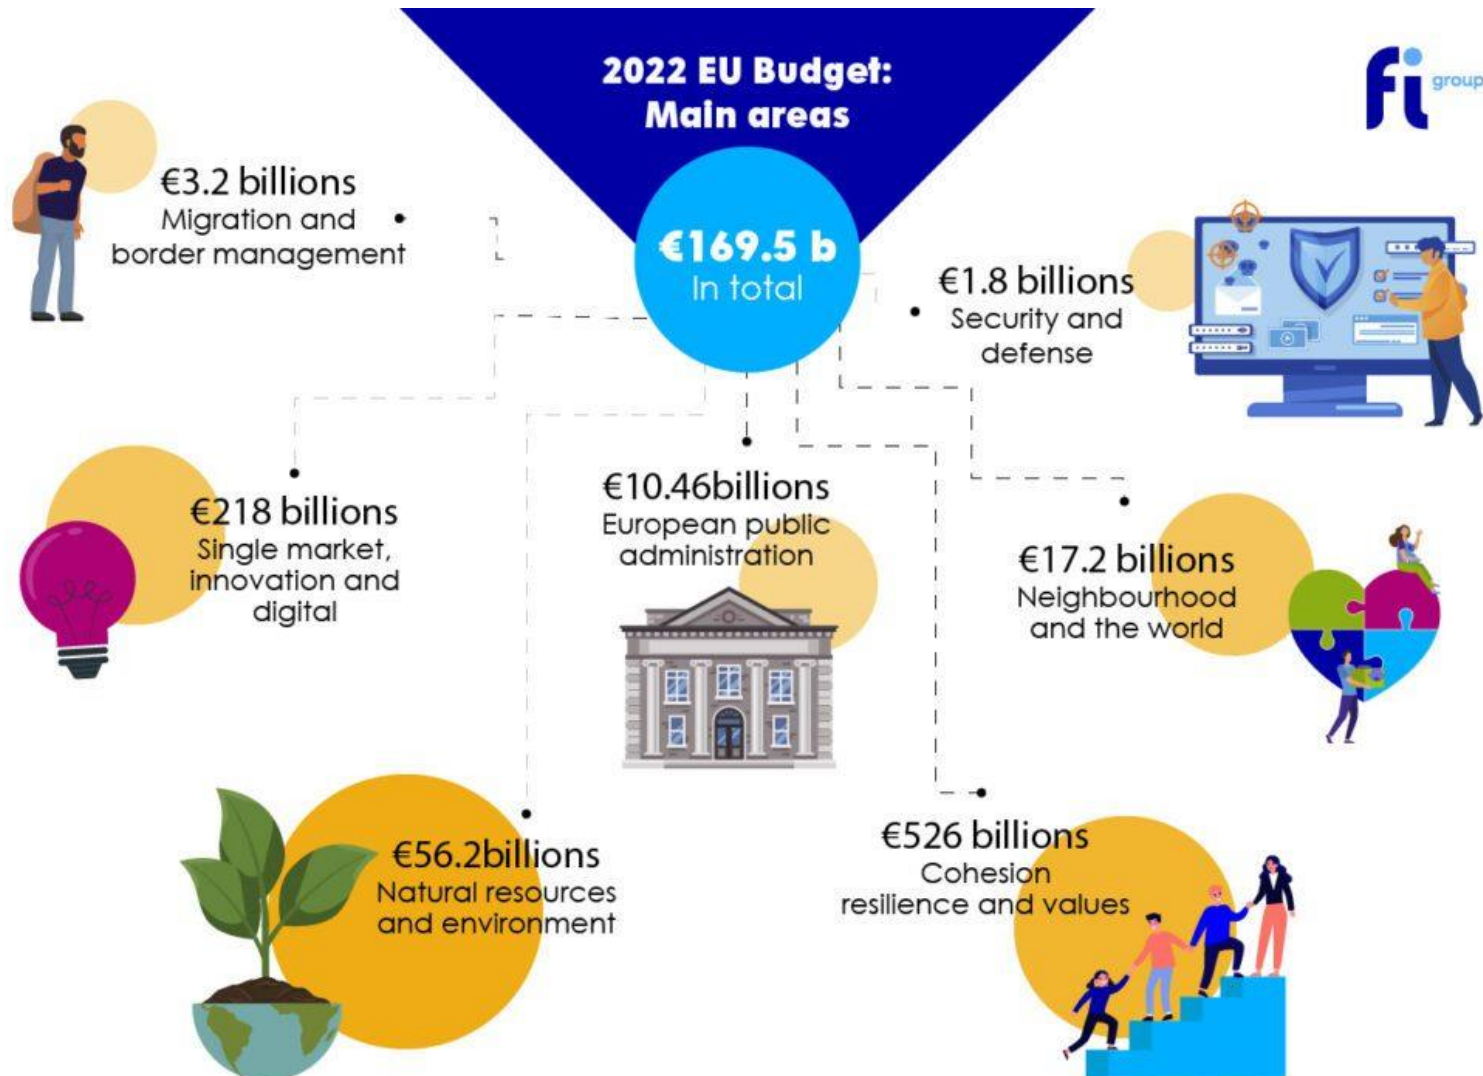 2022 EU Budget:
Main areas
fi group
€169.5 b
In total
€3.2 billions
Migration and
border management
€1.8 billions
Security and
defense
€218 billions
Single market,
innovation and
digital
€10.46billions
European public
administration
€17.2 billions
Neighbourhood
and the world
€56.2billions
Natural resources
and environment
€526 billions
Cohesion
resilience and values